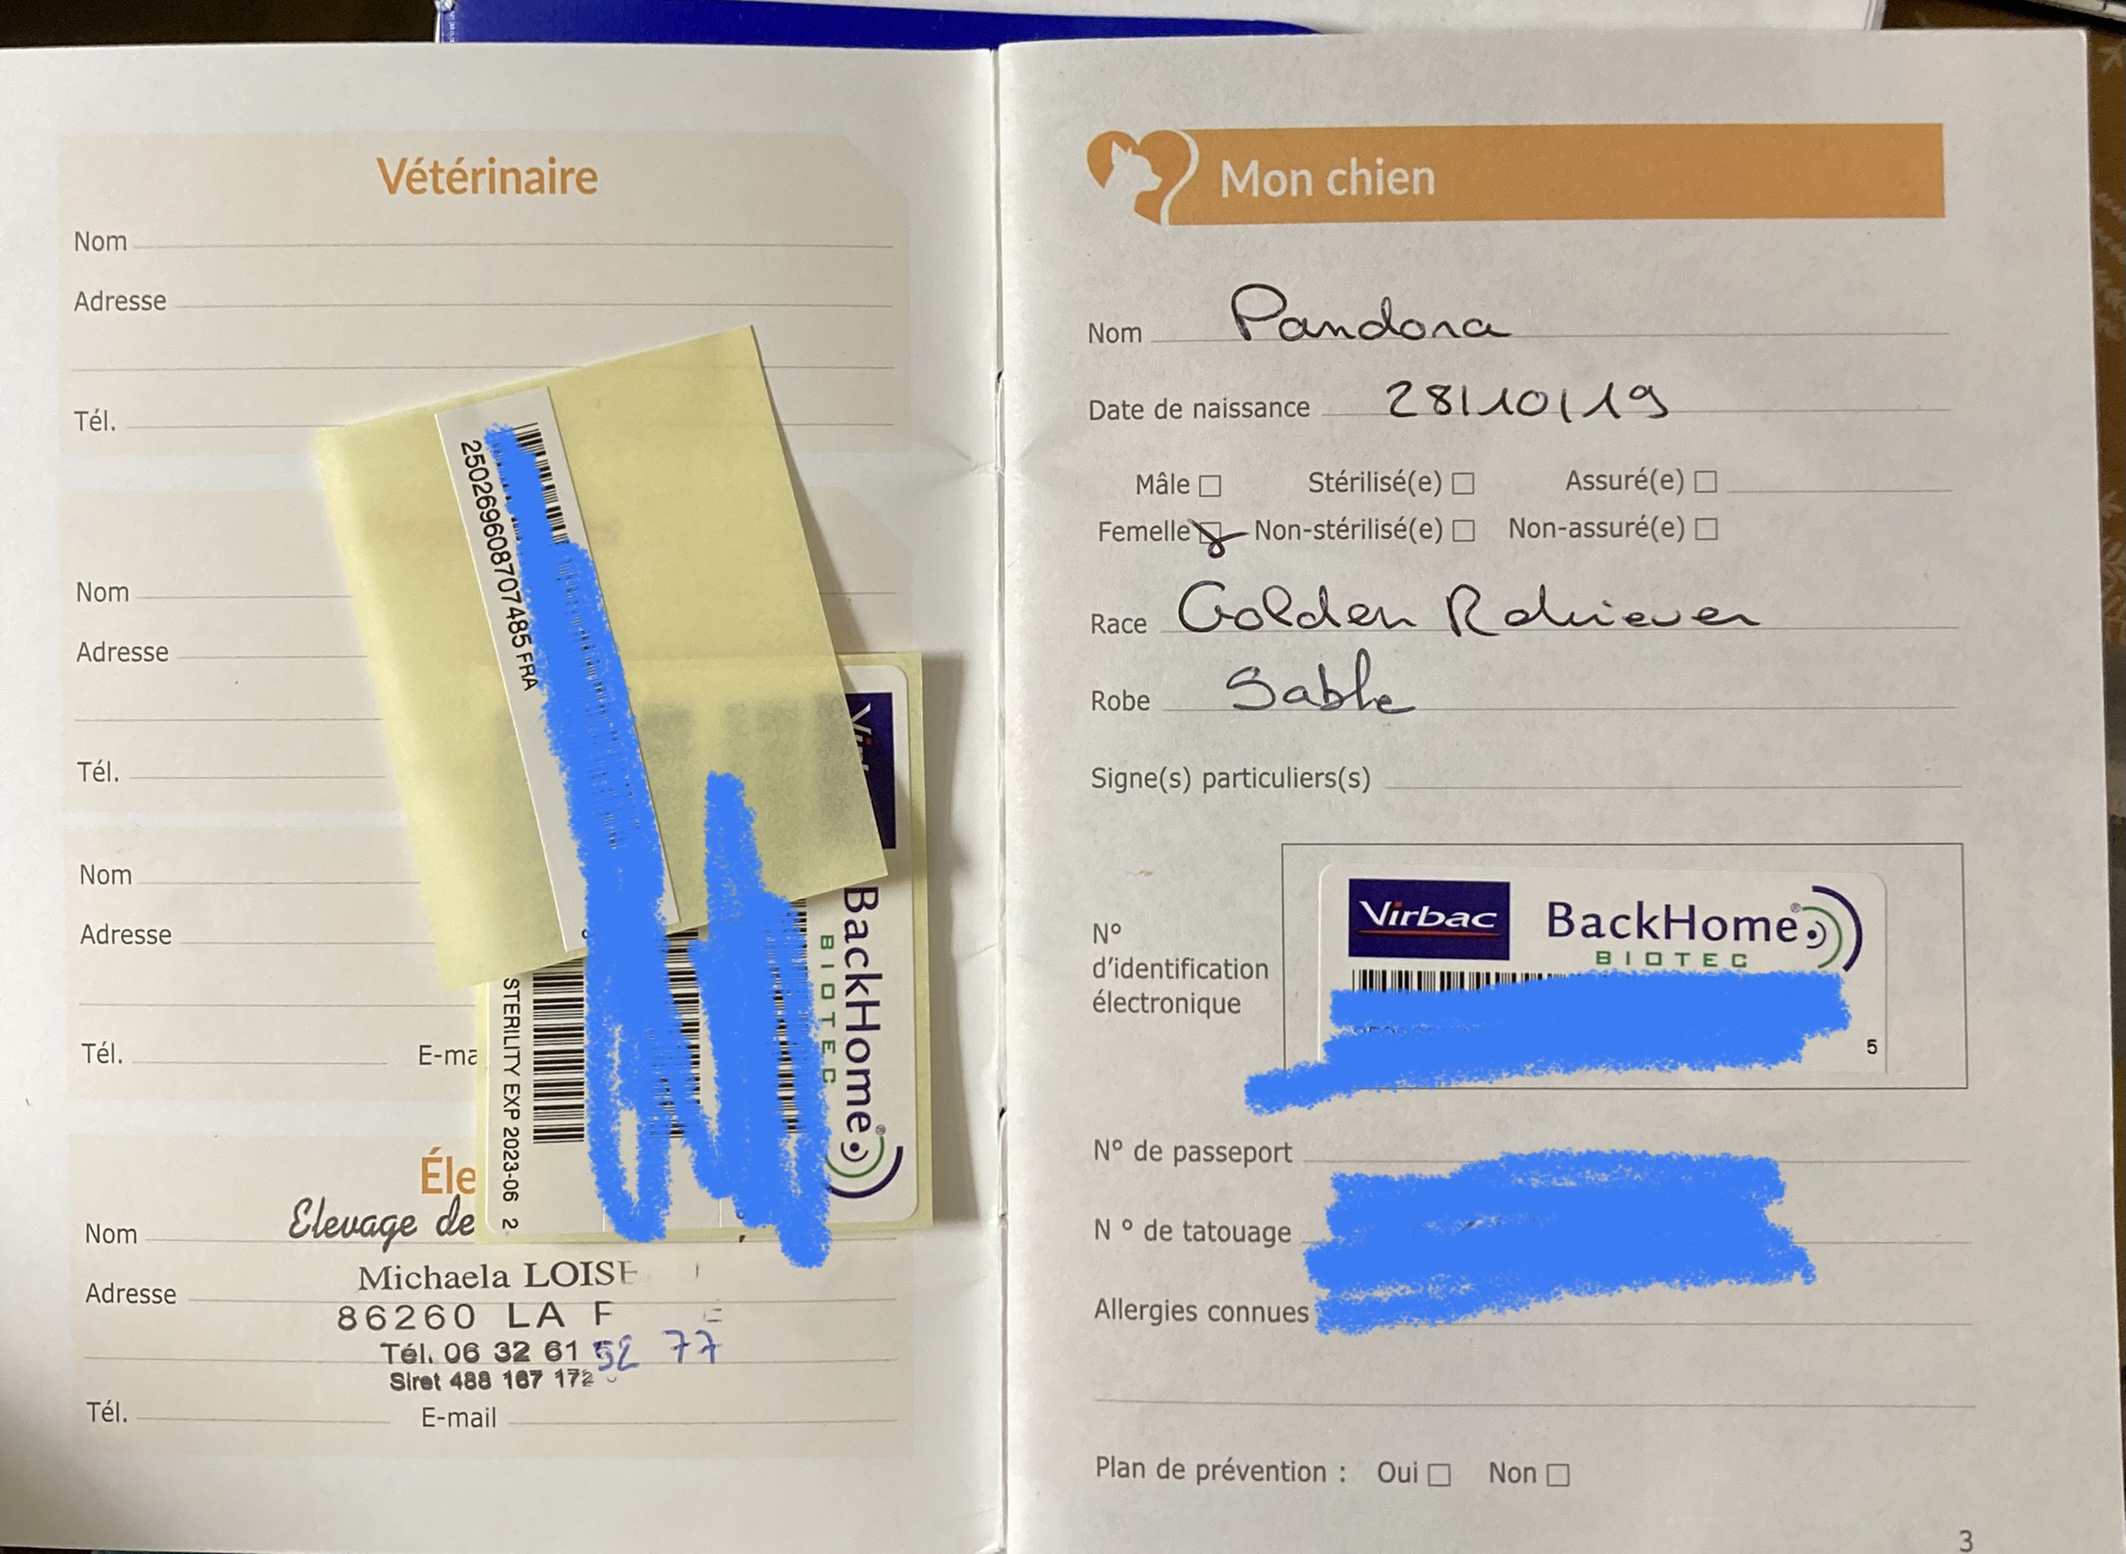 Vétérinaire
Nom
Adresse
Tél.
Nom
Adresse
Tél.
Nom
Adresse
Tél. E-ma
Éle
Nom Elevage de
Michaela LOISE
Adresse
86260 LA F
Tél. 06 32 61 52 77
Siret 488 167 172
Tél. E-mail
250269608707485 FRA
Virbac
BackHome
BIOTEC
STERILITY EXP 2023-06 2
Mon chien
Nom Pandora
Date de naissance 28/10/19
Mâle Stérilisé(e) Assuré(e)
Femelle Non-stérilisé(e) Non-assuré(e)
Race Golden Retriever
Robe Sable
Signe(s) particuliers(s)
N°
d'identification
électronique
Virbac BackHome®
BIOTEC
5
N° de passeport
N ° de tatouage
Allergies connues
Plan de prévention : Oui Non
3